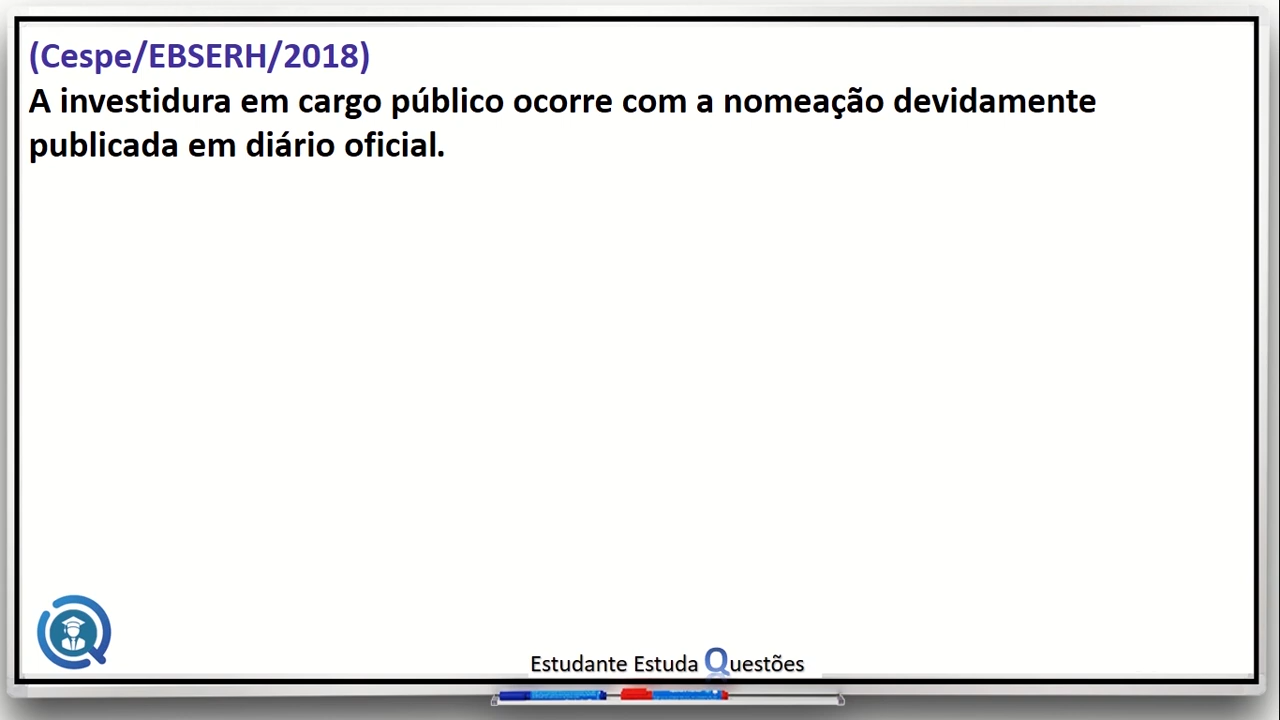 (Cespe/EBSERH/2018)
A investidura em cargo público ocorre com a nomeação devidamente
publicada em diário oficial.
Estudante Estuda Questões